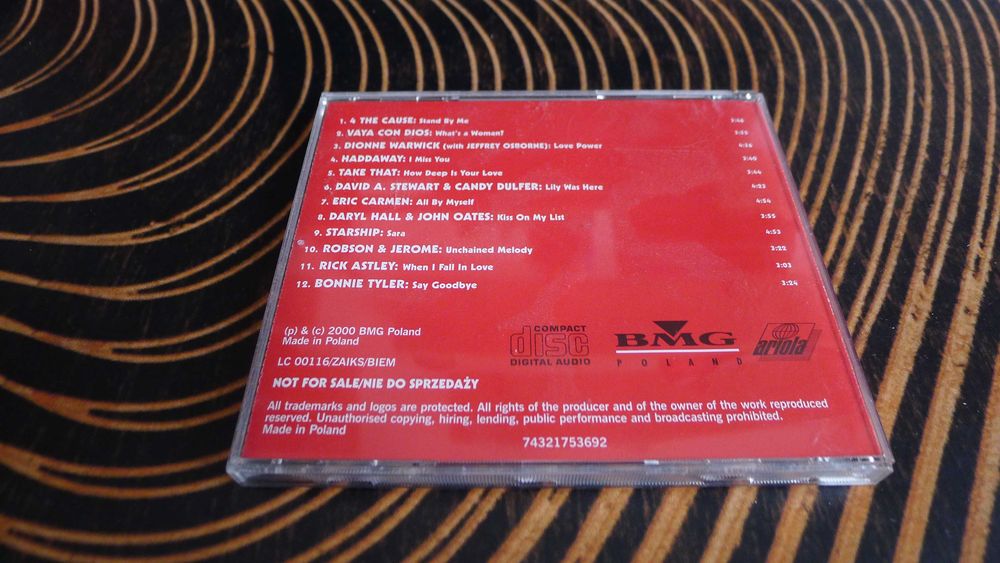 1. 4 THE CAUSE: Stand By Me 3:46
2. VAYA CON DIOS: What's a Woman? 3:55
3. DIONNE WARWICK (with JEFFREY OSBORNE): Love Power 4:26
4. HADDAWAY: I Miss You 3:40
5. TAKE THAT: How Deep Is Your Love 3:44
6. DAVID A. STEWART & CANDY DULFER: Lily Was Here 4:23
7. ERIC CARMEN: All By Myself 4:54
8. DARYL HALL & JOHN OATES: Kiss On My List 3:55
9. STARSHIP: Sara 4:53
10. ROBSON & JEROME: Unchained Melody 3:22
11. RICK ASTLEY: When I Fall In Love 3:03
12. BONNIE TYLER: Say Goodbye 3:24
(p) & (c) 2000 BMG Poland
Made in Poland
LC 00116/ZAIKS/BIEM
COMPACT
disc
DIGITAL AUDIO
BMG
POLAND
ariola
NOT FOR SALE/NIE DO SPRZEDAŻY
All trademarks and logos are protected. All rights of the producer and of the owner of the work reproduced
reserved. Unauthorised copying, hiring, lending, public performance and broadcasting prohibited.
Made in Poland
74321753692